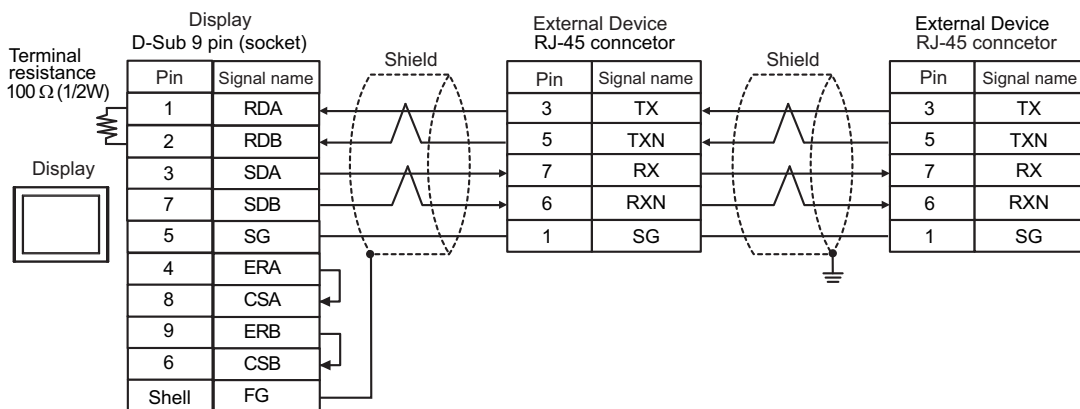 Display
D-Sub 9 pin (socket)
Terminal
resistance
100 Ω (1/2W)
Display
Pin Signal name
1 RDA
2 RDB
3 SDA
7 SDB
5 SG
4 ERA
8 CSA
9 ERB
6 CSB
Shell FG
Shield
External Device
RJ-45 conncetor
Pin Signal name
3 TX
5 TXN
7 RX
6 RXN
1 SG
Shield
External Device
RJ-45 conncetor
Pin Signal name
3 TX
5 TXN
7 RX
6 RXN
1 SG